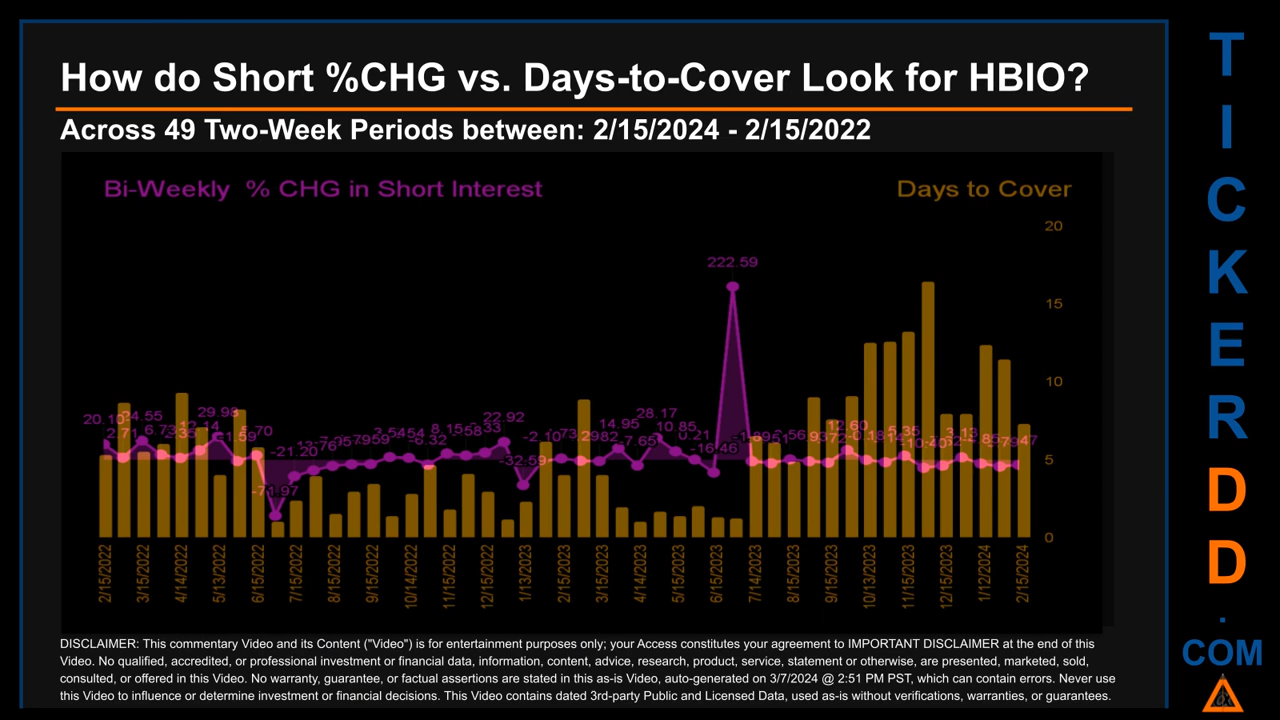 How do Short %CHG vs. Days-to-Cover Look for HBIO?
Across 49 Two-Week Periods between: 2/15/2024 - 2/15/2022
Bi-Weekly % CHG in Short Interest
Days to Cover
20
15
10
5
0
222.59
28.17
14.95
10.85
22.92
29.98
20.10
24.55
-21.20
-71.97
-32.59
-16.46
-7.65
2/15/2022 3/15/2022 4/14/2022 5/13/2022 6/15/2022 7/15/2022 8/15/2022 9/15/2022 10/14/2022 11/15/2022 12/15/2022 1/13/2023 2/15/2023 3/15/2023 4/14/2023 5/15/2023 6/15/2023 7/14/2023 8/15/2023 9/15/2023 10/13/2023 11/15/2023 12/15/2023 1/12/2024 2/15/2024
DISCLAIMER: This commentary Video and its Content ("Video") is for entertainment purposes only; your Access constitutes your agreement to IMPORTANT DISCLAIMER at the end of this
Video. No qualified, accredited, or professional investment or financial data, information, content, advice, research, product, service, statement or otherwise, are presented, marketed, sold,
consulted, or offered in this Video. No warranty, guarantee, or factual assertions are stated in this as-is Video, auto-generated on 3/7/2024 @ 2:51 PM PST, which can contain errors. Never use
this Video to influence or determine investment or financial decisions. This Video contains dated 3rd-party Public and Licensed Data, used as-is without verifications, warranties, or guarantees.
T
I
C
K
E
R
D
D
.
COM